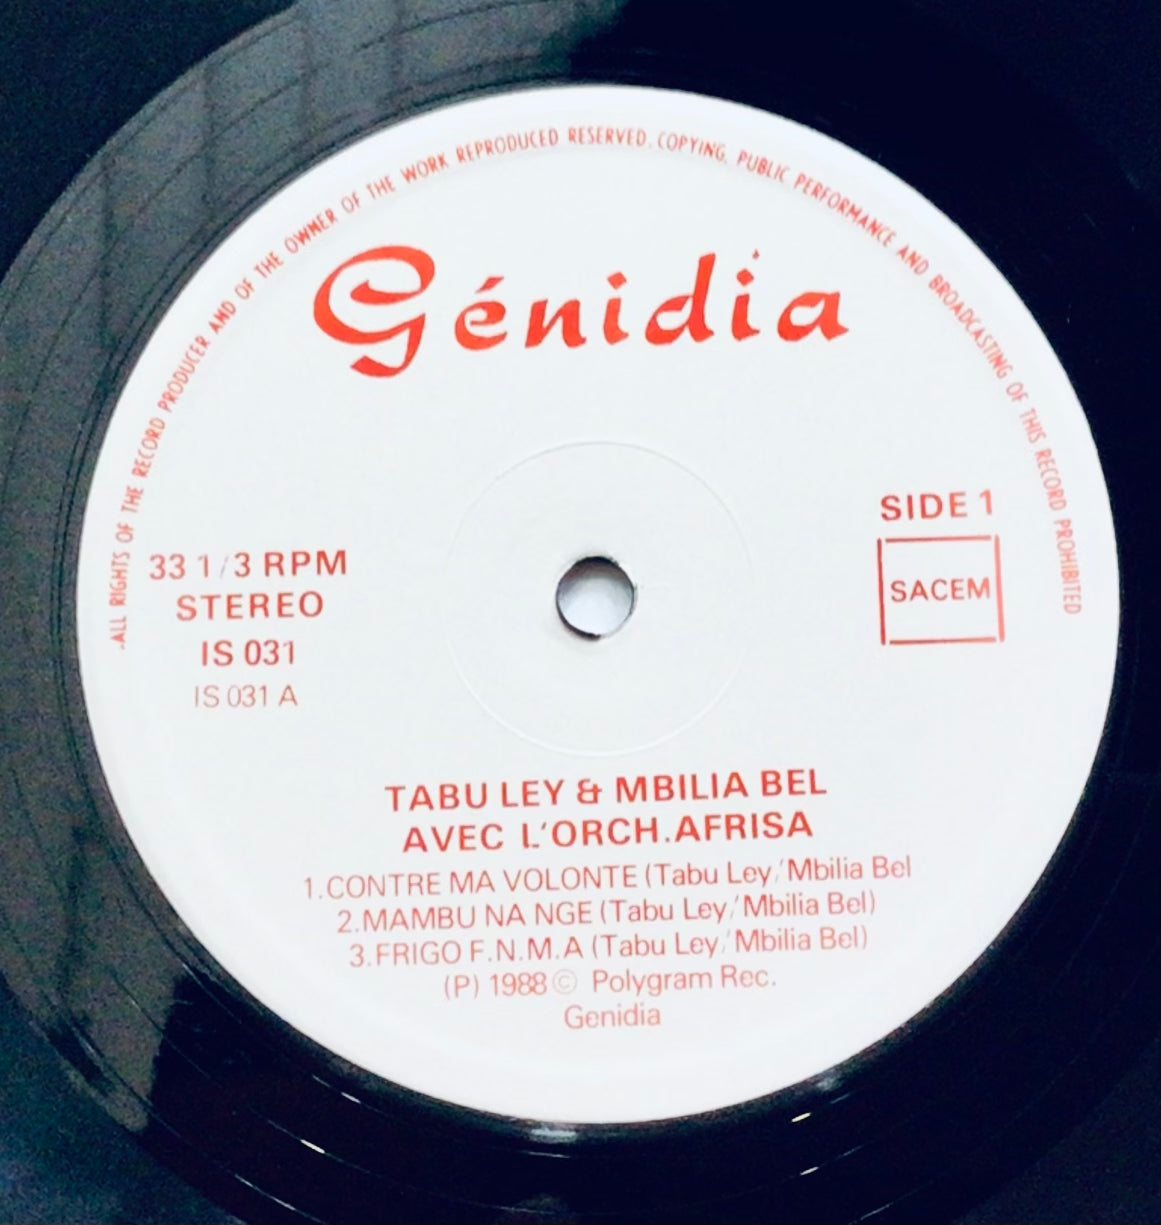 .ALL RIGHTS OF THE RECORD PRODUCER AND OF THE OWNER OF THE WORK REPRODUCED RESERVED. COPYING, PUBLIC PERFORMANCE AND BROADCASTING OF THIS RECORD PROHIBITED
Génidia
SIDE 1
SACEM
33 1/3 RPM
STEREO
IS 031
IS 031 A
TABU LEY & MBILIA BEL
AVEC L'ORCH.AFRISA
1.CONTRE MA VOLONTE (Tabu Ley/Mbilia Bel
2.MAMBU NA NGE (Tabu Ley/Mbilia Bel)
3.FRIGO F.N.M.A (Tabu Ley/Mbilia Bel)
(P) 1988 © Polygram Rec.
Genidia